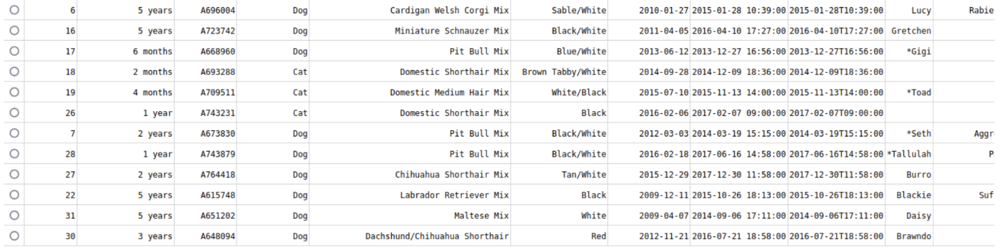 6 5 years A696004 Dog Cardigan Welsh Corgi Mix Sable/White 2010-01-27 2015-01-28 10:39:00 2015-01-28T10:39:00 Lucy Rabie
16 5 years A723742 Dog Miniature Schnauzer Mix Black/White 2011-04-05 2016-04-10 17:27:00 2016-04-10T17:27:00 Gretchen
17 6 months A668960 Dog Pit Bull Mix Blue/White 2013-06-12 2013-12-27 16:56:00 2013-12-27T16:56:00 *Gigi
18 2 months A693288 Cat Domestic Shorthair Mix Brown Tabby/White 2014-09-28 2014-12-09 18:36:00 2014-12-09T18:36:00
19 4 months A709511 Cat Domestic Medium Hair Mix White/Black 2015-07-10 2015-11-13 14:00:00 2015-11-13T14:00:00 *Toad
26 1 year A743231 Cat Domestic Shorthair Mix Black 2016-02-06 2017-02-07 09:00:00 2017-02-07T09:00:00
7 2 years A673830 Dog Pit Bull Mix Black/White 2012-03-03 2014-03-19 15:15:00 2014-03-19T15:15:00 *Seth Aggr
28 1 year A743879 Dog Pit Bull Mix Black/White 2016-02-18 2017-06-16 14:58:00 2017-06-16T14:58:00 *Tallulah P
27 2 years A764418 Dog Chihuahua Shorthair Mix Tan/White 2015-12-29 2017-12-30 11:58:00 2017-12-30T11:58:00 Burro
22 5 years A615748 Dog Labrador Retriever Mix Black 2009-12-11 2015-10-26 18:13:00 2015-10-26T18:13:00 Blackie Suf
31 5 years A651202 Dog Maltese Mix White 2009-04-07 2014-09-06 17:11:00 2014-09-06T17:11:00 Daisy
30 3 years A648094 Dog Dachshund/Chihuahua Shorthair Red 2012-11-21 2016-07-21 18:58:00 2016-07-21T18:58:00 Brawndo